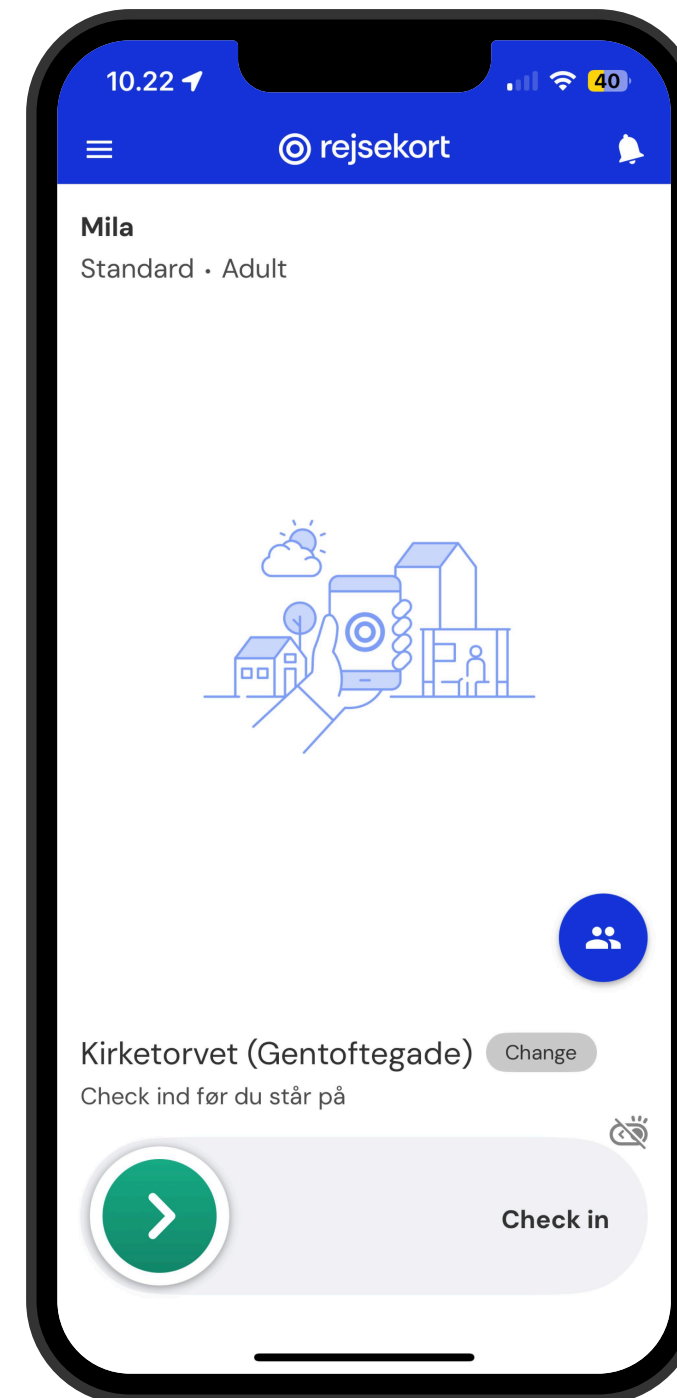 10.22
40
rejsekort
Mila
Standard • Adult
Kirketorvet (Gentoftegade) Change
Check ind før du står på
Check in